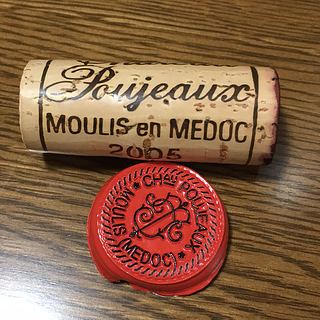 Poujeaux
MOULIS en MEDOC
2005
★ CHAU POUJEAUX ★
MOULIS (MEDOC)